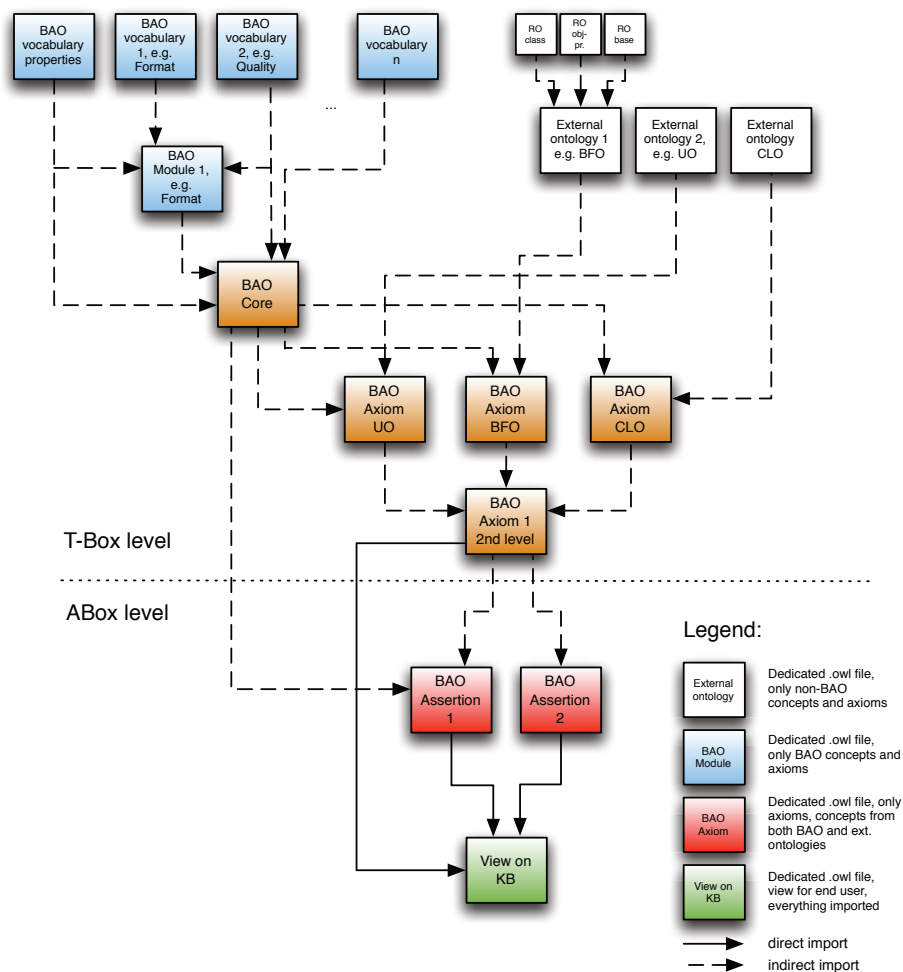 BAO
vocabulary
properties
BAO
vocabulary
1, e.g.
Format
BAO
vocabulary
2, e.g.
Quality
...
BAO
vocabulary
n
RO
class
RO
obj-
pr.
RO
base
External
ontology 1
e.g. BFO
External
ontology 2,
e.g. UO
External
ontology
CLO
BAO
Module 1,
e.g.
Format
BAO
Core
BAO
Axiom
UO
BAO
Axiom
BFO
BAO
Axiom
CLO
BAO
Axiom 1
2nd level
T-Box level
ABox level
BAO
Assertion
1
BAO
Assertion
2
View on
KB
Legend:
External
ontology
Dedicated .owl file,
only non-BAO
concepts and axioms
BAO
Module
Dedicated .owl file,
only BAO concepts and
axioms
BAO
Axiom
Dedicated .owl file, only
axioms, concepts from
both BAO and ext.
ontologies
View on
KB
Dedicated .owl file,
view for end user,
everything imported
direct import
indirect import